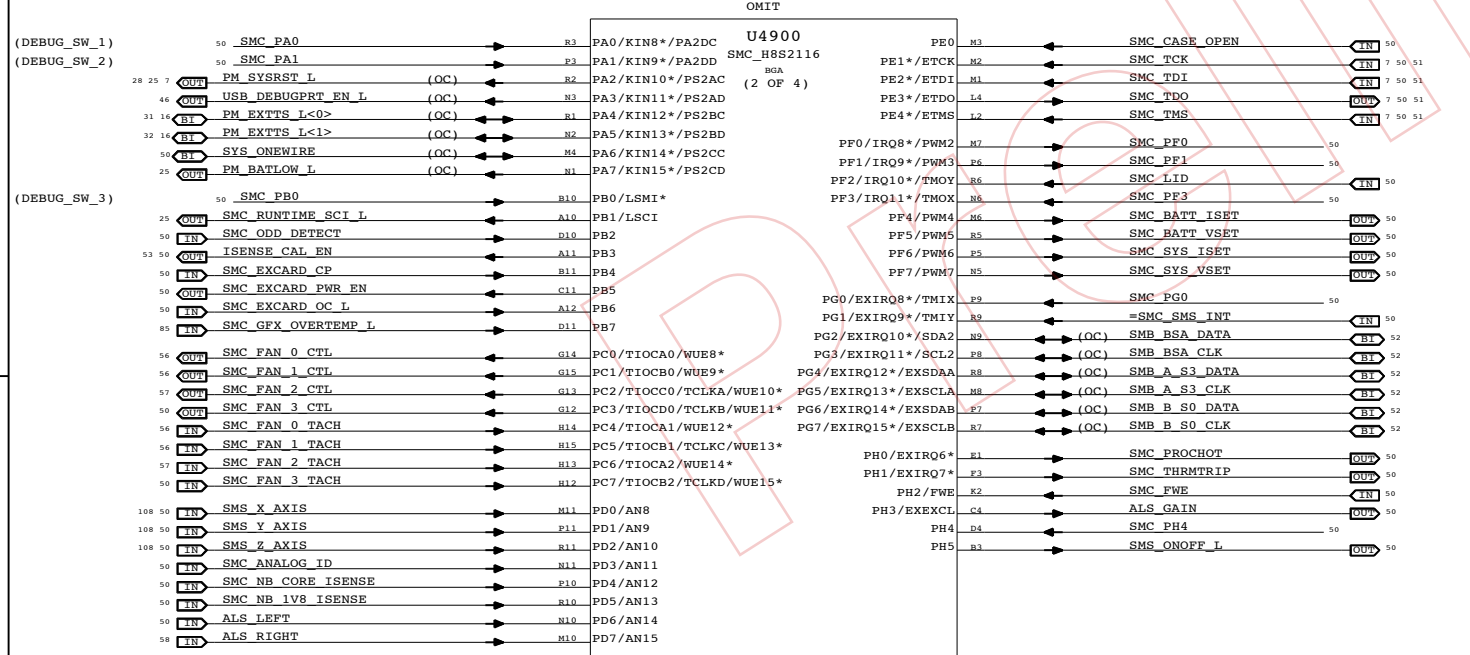 OMIT
U4900
SMC_H8S2116
BGA
(2 OF 4)
(DEBUG_SW_1) 50 SMC_PA0 R3 PA0/KIN8*/PA2DC
(DEBUG_SW_2) 50 SMC_PA1 P3 PA1/KIN9*/PA2DD
28 25 7 OUT PM_SYSRST_L (OC) R2 PA2/KIN10*/PS2AC
46 OUT USB_DEBUGPRT_EN_L (OC) N3 PA3/KIN11*/PS2AD
31 16 BI PM_EXTTS_L<0> (OC) R1 PA4/KIN12*/PS2BC
32 16 BI PM_EXTTS_L<1> (OC) N2 PA5/KIN13*/PS2BD
50 BI SYS_ONEWIRE (OC) M4 PA6/KIN14*/PS2CC
25 OUT PM_BATLOW_L (OC) N1 PA7/KIN15*/PS2CD
(DEBUG_SW_3) 50 SMC_PB0 B10 PB0/LSMI*
25 OUT SMC_RUNTIME_SCI_L A10 PB1/LSCI
50 IN SMC_ODD_DETECT D10 PB2
53 50 OUT ISENSE_CAL_EN A11 PB3
50 IN SMC_EXCARD_CP B11 PB4
50 OUT SMC_EXCARD_PWR_EN C11 PB5
50 IN SMC_EXCARD_OC_L A12 PB6
85 IN SMC_GFX_OVERTEMP_L D11 PB7
56 OUT SMC_FAN_0_CTL G14 PC0/TIOCA0/WUE8*
56 OUT SMC_FAN_1_CTL G15 PC1/TIOCB0/WUE9*
57 OUT SMC_FAN_2_CTL G13 PC2/TIOCC0/TCLKA/WUE10*
50 OUT SMC_FAN_3_CTL G12 PC3/TIOCD0/TCLKB/WUE11*
56 IN SMC_FAN_0_TACH H14 PC4/TIOCA1/WUE12*
56 IN SMC_FAN_1_TACH H15 PC5/TIOCB1/TCLKC/WUE13*
57 IN SMC_FAN_2_TACH H13 PC6/TIOCA2/WUE14*
50 IN SMC_FAN_3_TACH H12 PC7/TIOCB2/TCLKD/WUE15*
108 50 IN SMS_X_AXIS M11 PD0/AN8
108 50 IN SMS_Y_AXIS P11 PD1/AN9
108 50 IN SMS_Z_AXIS R11 PD2/AN10
50 IN SMC_ANALOG_ID N11 PD3/AN11
50 IN SMC_NB_CORE_ISENSE P10 PD4/AN12
50 IN SMC_NB_1V8_ISENSE R10 PD5/AN13
50 IN ALS_LEFT N10 PD6/AN14
58 IN ALS_RIGHT M10 PD7/AN15
PE0 M3 SMC_CASE_OPEN IN 50
PE1*/ETCK M2 SMC_TCK IN 7 50 51
PE2*/ETDI M1 SMC_TDI IN 7 50 51
PE3*/ETDO L4 SMC_TDO OUT 7 50 51
PE4*/ETMS L2 SMC_TMS IN 7 50 51
PF0/IRQ8*/PWM2 M7 SMC_PF0 50
PF1/IRQ9*/PWM3 P6 SMC_PF1 50
PF2/IRQ10*/TMOY R6 SMC_LID IN 50
PF3/IRQ11*/TMOX N6 SMC_PF3 50
PF4/PWM4 M6 SMC_BATT_ISET OUT 50
PF5/PWM5 R5 SMC_BATT_VSET OUT 50
PF6/PWM6 P5 SMC_SYS_ISET OUT 50
PF7/PWM7 N5 SMC_SYS_VSET OUT 50
PG0/EXIRQ8*/TMIX P9 SMC_PG0 50
PG1/EXIRQ9*/TMIY R9 =SMC_SMS_INT IN 50
PG2/EXIRQ10*/SDA2 N9 (OC) SMB_BSA_DATA BI 52
PG3/EXIRQ11*/SCL2 P8 (OC) SMB_BSA_CLK BI 52
PG4/EXIRQ12*/EXSDAA R8 (OC) SMB_A_S3_DATA BI 52
PG5/EXIRQ13*/EXSCLA M8 (OC) SMB_A_S3_CLK BI 52
PG6/EXIRQ14*/EXSDAB P7 (OC) SMB_B_S0_DATA BI 52
PG7/EXIRQ15*/EXSCLB R7 (OC) SMB_B_S0_CLK BI 52
PH0/EXIRQ6* E1 SMC_PROCHOT OUT 50
PH1/EXIRQ7* F3 SMC_THRMTRIP OUT 50
PH2/FWE K2 SMC_FWE IN 50
PH3/EXEXCL C4 ALS_GAIN OUT 50
PH4 D4 SMC_PH4 50
PH5 B3 SMS_ONOFF_L OUT 50